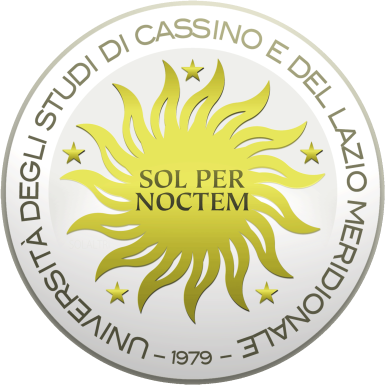 UNIVERSITÀ DEGLI STUDI DI CASSINO E DEL LAZIO MERIDIONALE
SOL PER
NOCTEM
- 1979 -